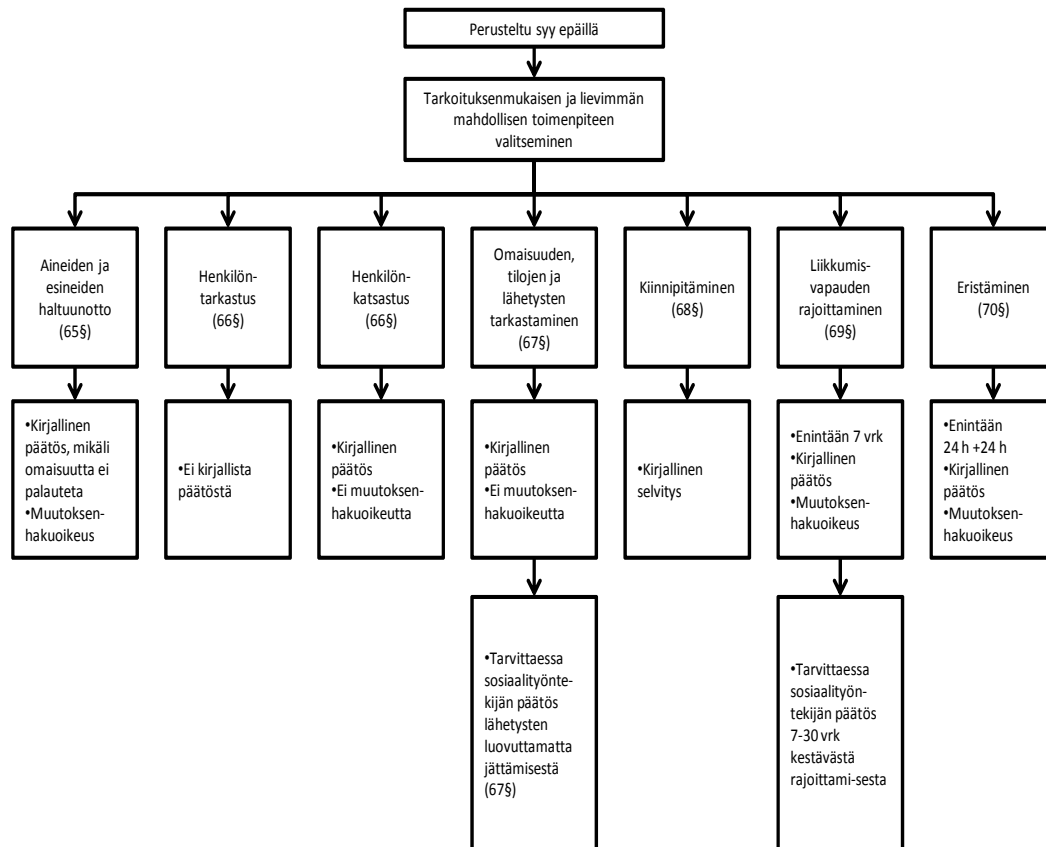 Perusteltu syy epäillä
Tarkoituksenmukaisen ja lievimmän
mahdollisen toimenpiteen
valitseminen
Aineiden ja
esineiden
haltuunotto
(65§)
Henkilön-
tarkastus
(66§)
Henkilön-
katsastus
(66§)
Omaisuuden,
tilojen ja
lähetysten
tarkastaminen
(67§)
Kiinnipitäminen
(68§)
Liikkumis-
vapauden
rajoittaminen
(69§)
Eristäminen
(70§)
•Kirjallinen
päätös, mikäli
omaisuutta ei
palauteta
•Muutoksen-
hakuoikeus
•Ei kirjallista
päätöstä
•Kirjallinen
päätös
•Ei muutoksen-
hakuoikeutta
•Kirjallinen
päätös
•Ei muutoksen-
hakuoikeutta
•Kirjallinen
selvitys
•Enintään 7 vrk
•Kirjallinen
päätös
•Muutoksen-
hakuoikeus
•Enintään
24 h +24 h
•Kirjallinen
päätös
•Muutoksen-
hakuoikeus
•Tarvittaessa
sosiaalityönte-
kijän päätös
lähetysten
luovuttamatta
jättämisestä
(67§)
•Tarvittaessa
sosiaalityön-
tekijän päätös
7-30 vrk
kestävästä
rajoittami-sesta